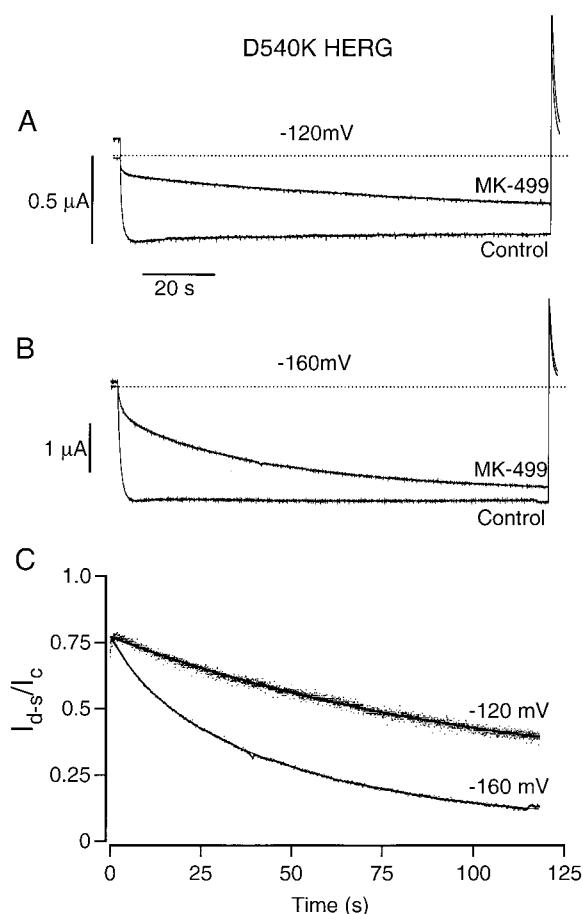 D540K HERG
A
-120mV
0.5 μA
MK-499
Control
20 s
B
-160mV
1 μA
MK-499
Control
C
1.0
0.75
0.5
0.25
0
I_{d-s}/I_c
-120 mV
-160 mV
0 25 50 75 100 125
Time (s)